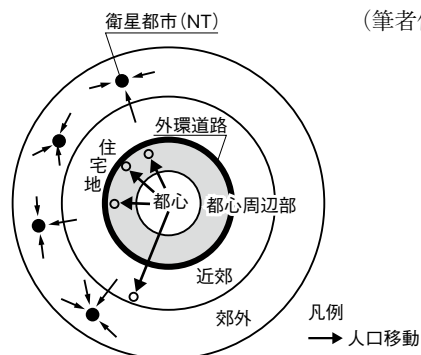 衛星都市(NT)
(筆者
外環道路
住宅地
都心
都心周辺部
近郊
郊外
凡例
人口移動